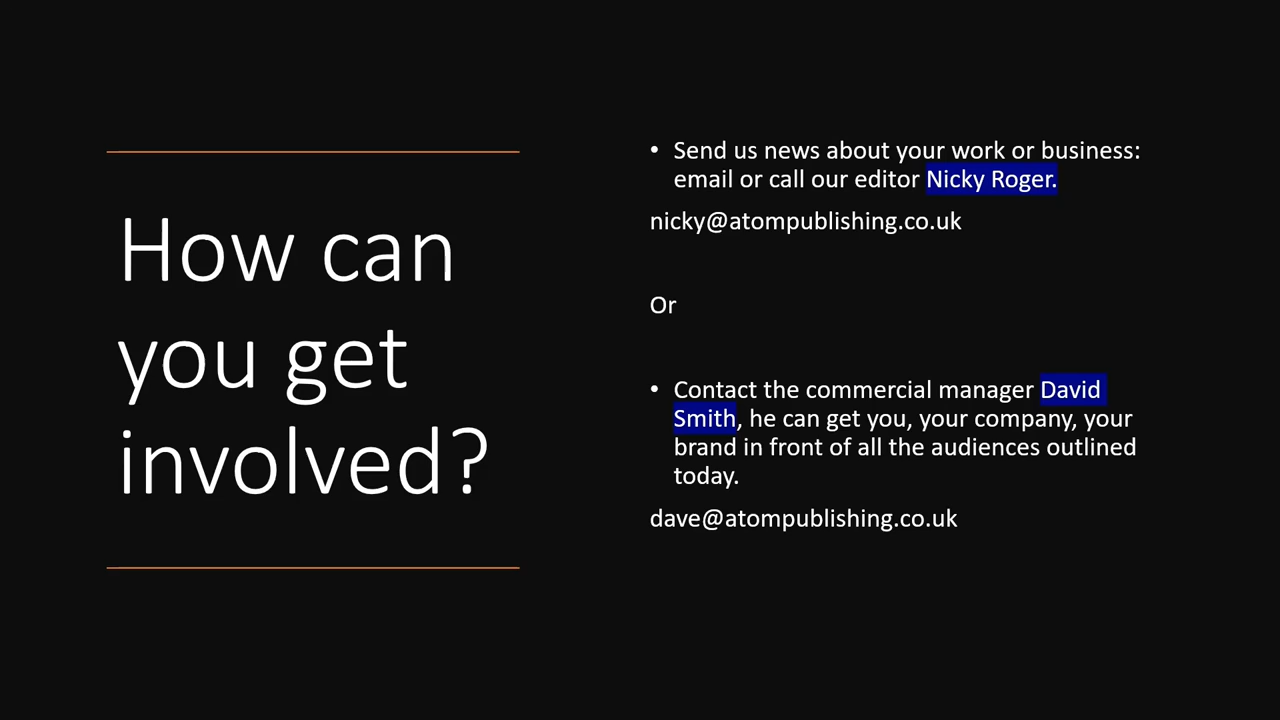 How can
you get
involved?
• Send us news about your work or business:
email or call our editor Nicky Roger.
nicky@atompublishing.co.uk
Or
• Contact the commercial manager David
Smith, he can get you, your company, your
brand in front of all the audiences outlined
today.
dave@atompublishing.co.uk